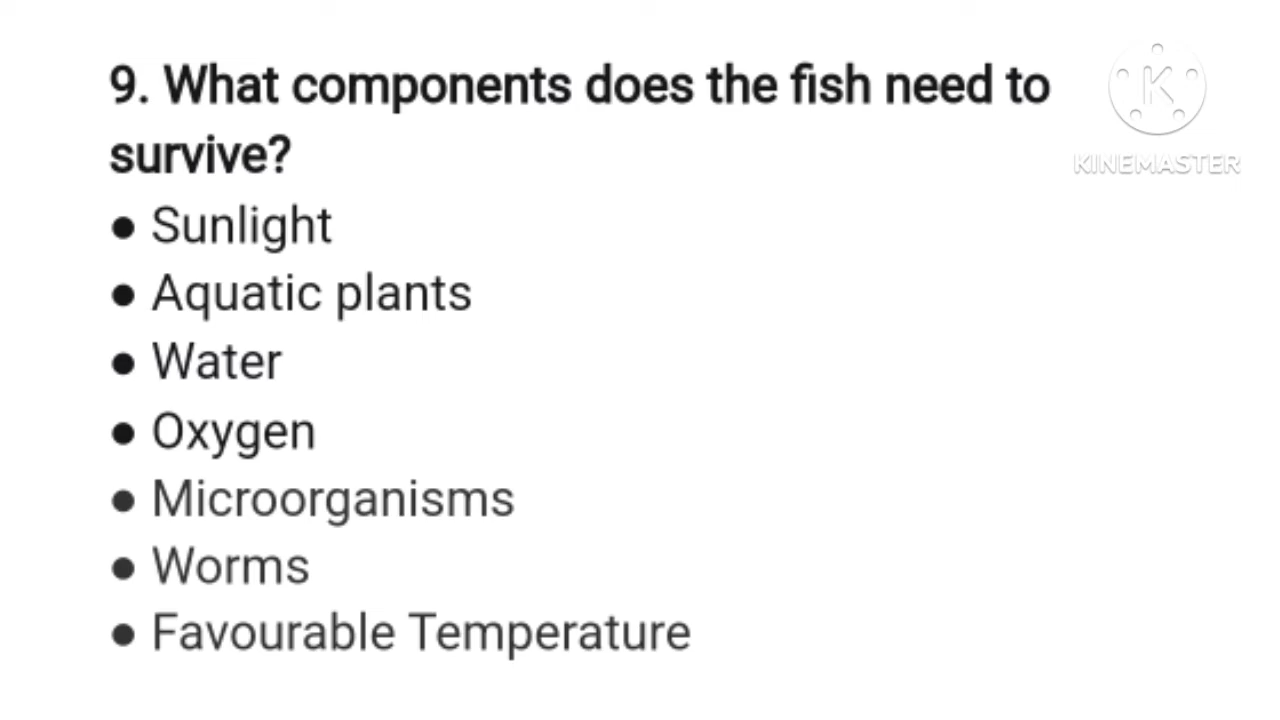 9. What components does the fish need to
survive?
● Sunlight
● Aquatic plants
● Water
● Oxygen
● Microorganisms
● Worms
● Favourable Temperature
K
KINEMASTER